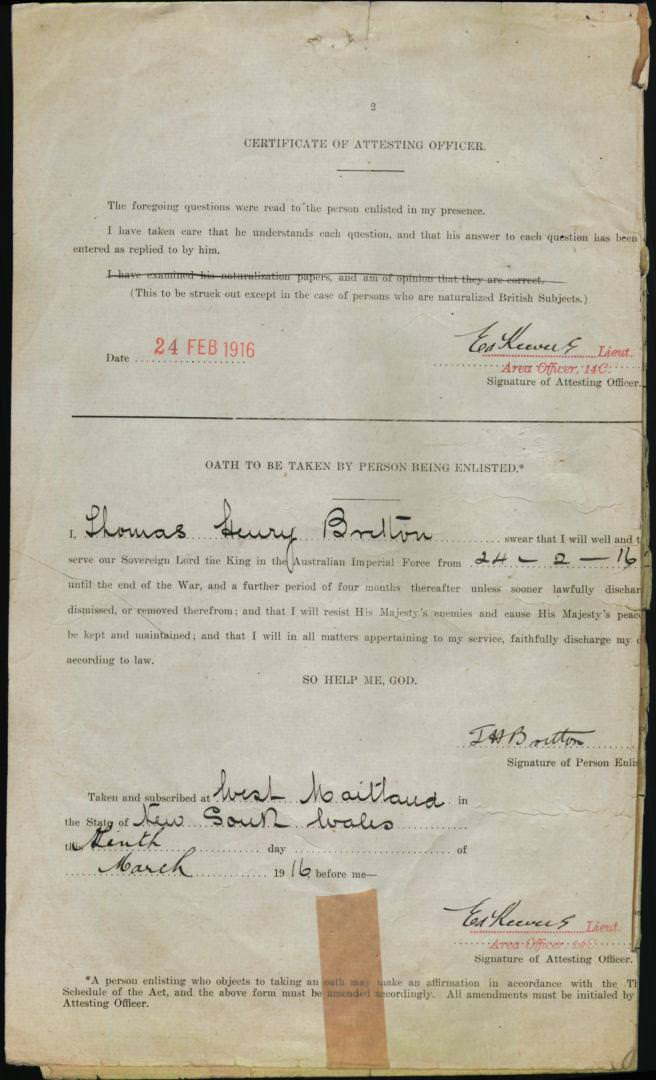 2
CERTIFICATE OF ATTESTING OFFICER.
The foregoing questions were read to the person enlisted in my presence.
I have taken care that he understands each question, and that his answer to each question has been
entered as replied to by him.
I have examined his naturalization papers, and am of opinion that they are correct.
(This to be struck out except in the case of persons who are naturalized British Subjects.)
Date 24 FEB 1916
Lieut.
Area Officer, 14C.
Signature of Attesting Officer.
OATH TO BE TAKEN BY PERSON BEING ENLISTED.*
I, Thomas Henry Britton swear that I will well and t
serve our Sovereign Lord the King in the Australian Imperial Force from 24 - 2 - 16
until the end of the War, and a further period of four months thereafter unless sooner lawfully dischar
dismissed, or removed therefrom; and that I will resist His Majesty's enemies and cause His Majesty's peac
be kept and maintained; and that I will in all matters appertaining to my service, faithfully discharge my
according to law.
SO HELP ME, GOD.
T H Britton
Signature of Person Enlis
Taken and subscribed at West Maitland in
the State of New South Wales
the Tenth day of
March 1916 before me—
Lieut.
Area Officer, 14C.
Signature of Attesting Officer.
*A person enlisting who objects to taking an oath may make an affirmation in accordance with the Th
Schedule of the Act, and the above form must be amended accordingly. All amendments must be initialed by
Attesting Officer.